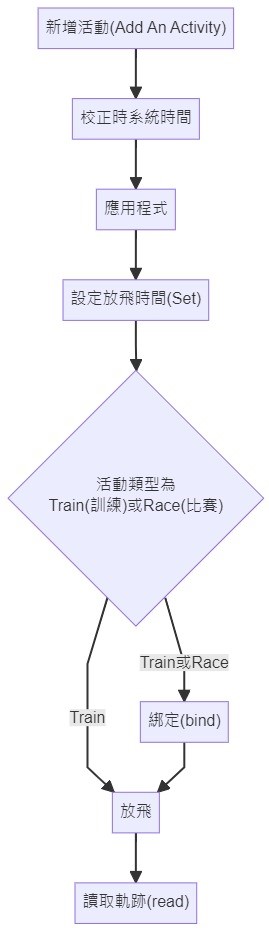 新增活動(Add An Activity)
校正時系統時間
應用程式
設定放飛時間(Set)
活動類型為
Train(訓練)或Race(比賽)
Train或Race
Train
綁定(bind)
放飛
讀取軌跡(read)